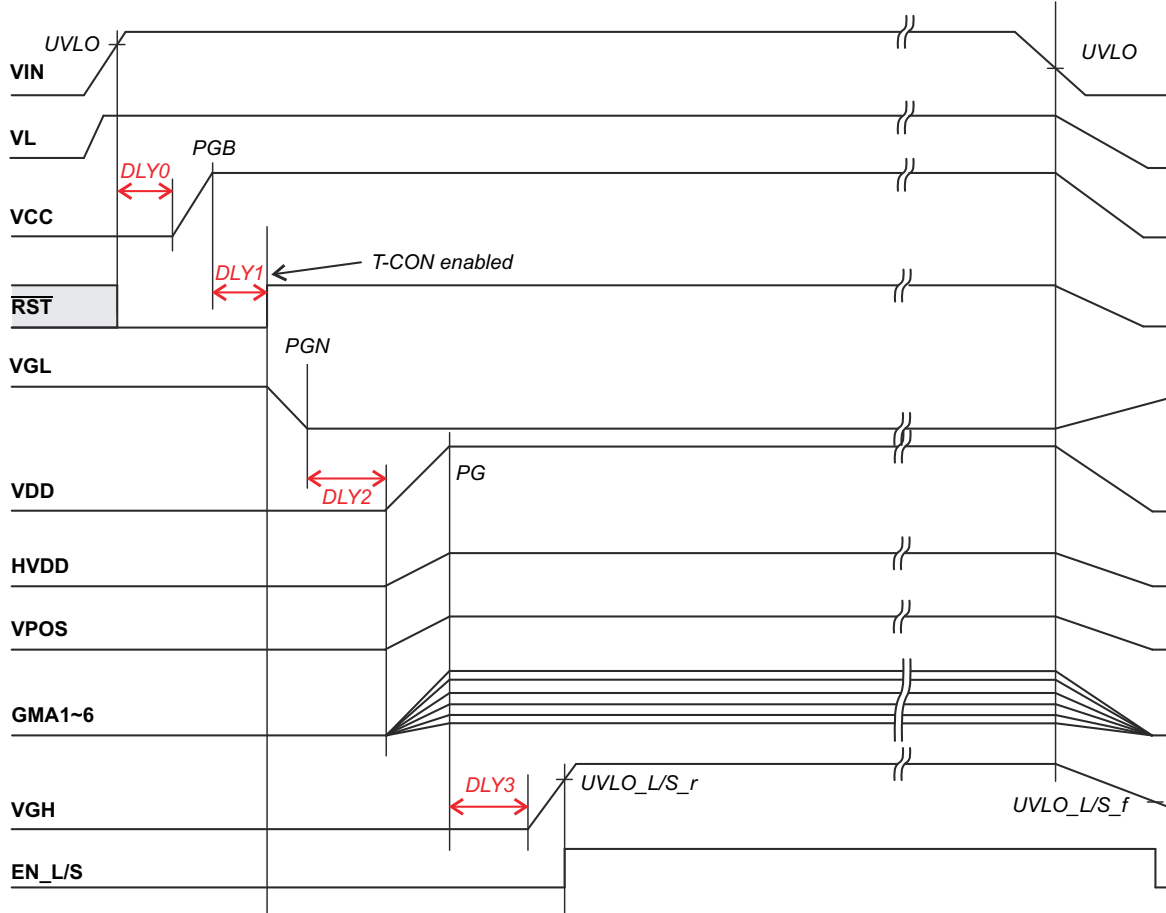 UVLO
UVLO
VIN
VL
PGB
DLY0
VCC
DLY1
T-CON enabled
RST
PGN
VGL
PG
VDD
DLY2
HVDD
VPOS
GMA1~6
DLY3
UVLO_L/S_r
UVLO_L/S_f
VGH
EN_L/S